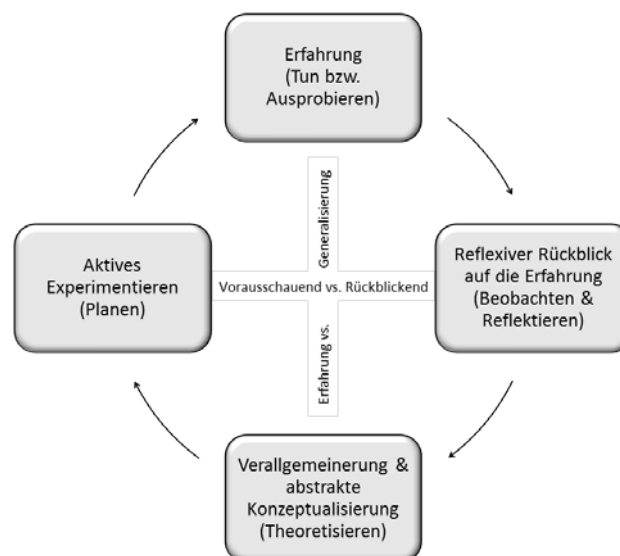 Erfahrung
(Tun bzw.
Ausprobieren)
Generalisierung
Aktives
Experimentieren
(Planen)
Vorausschauend vs. Rückblickend
Reflexiver Rückblick
auf die Erfahrung
(Beobachten &
Reflektieren)
Erfahrung vs.
Verallgemeinerung &
abstrakte
Konzeptualisierung
(Theoretisieren)